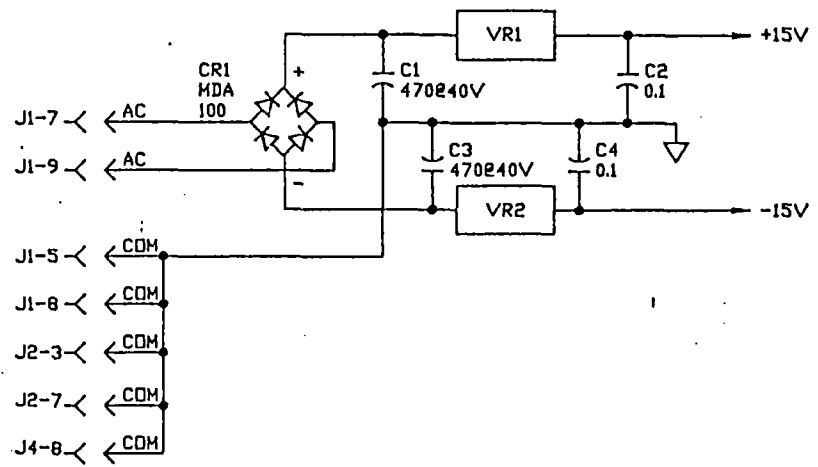 VR1
+15V
CR1
MDA
100
+
C1
470@40V
C2
0.1
J1-7
AC
J1-9
AC
C3
470@40V
C4
0.1
-
VR2
-15V
J1-5
COM
J1-8
COM
J2-3
COM
J2-7
COM
J4-8
COM